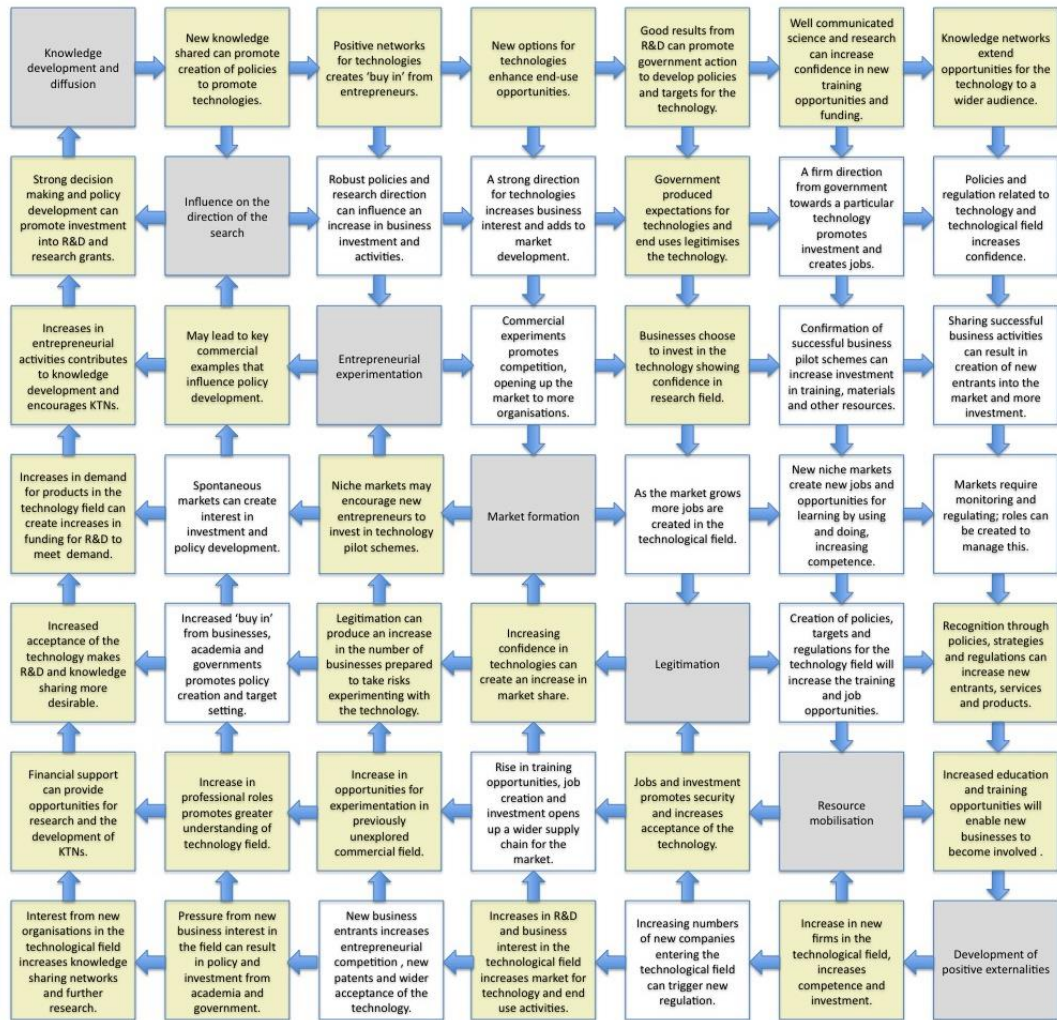 Knowledge
development and
diffusion
New knowledge
shared can promote
creation of policies
to promote
technologies.
Positive networks
for technologies
creates ‘buy in’ from
entrepreneurs.
New options for
technologies
enhance end-use
opportunities.
Good results from
R&D can promote
government action
to develop policies
and targets for the
technology.
Well communicated
science and research
can increase
confidence in new
training
opportunities and
funding.
Knowledge networks
extend
opportunities for the
technology to a
wider audience.
Strong decision
making and policy
development can
promote investment
into R&D and
research grants.
Influence on the
direction of the
search
Robust policies and
research direction
can influence an
increase in business
investment and
activities.
A strong direction
for technologies
increases business
interest and adds to
market
development.
Government
produced
expectations for
technologies and
end uses legitimises
the technology.
A firm direction
from government
towards a particular
technology
promotes
investment and
creates jobs.
Policies and
regulation related to
technology and
technological field
increases
confidence.
Increases in
entrepreneurial
activities contributes
to knowledge
development and
encourages KTNs.
May lead to key
commercial
examples that
influence policy
development.
Entrepreneurial
experimentation
Commercial
experiments
promotes
competition,
opening up the
market to more
organisations.
Businesses choose
to invest in the
technology showing
confidence in
research field.
Confirmation of
successful business
pilot schemes can
increase investment
in training, materials
and other resources.
Sharing successful
business activities
can result in
creation of new
entrants into the
market and more
investment.
Increases in demand
for products in the
technology field can
create increases in
funding for R&D to
meet demand.
Spontaneous
markets can create
interest in
investment and
policy development.
Niche markets may
encourage new
entrepreneurs to
invest in technology
pilot schemes.
Market formation
As the market grows
more jobs are
created in the
technological field.
New niche markets
create new jobs and
opportunities for
learning by using
and doing,
increasing
competence.
Markets require
monitoring and
regulating; roles can
be created to
manage this.
Increased
acceptance of the
technology makes
R&D and knowledge
sharing more
desirable.
Increased ‘buy in’
from businesses,
academia and
governments
promotes policy
creation and target
setting.
Legitimation can
produce an increase
in the number of
businesses prepared
to take risks
experimenting with
the technology.
Increasing
confidence in
technologies can
create an increase in
market share.
Legitimation
Creation of policies,
targets and
regulations for the
technology field will
increase the training
and job
opportunities.
Recognition through
policies, strategies
and regulations can
increase new
entrants, services
and products.
Financial support
can provide
opportunities for
research and the
development of
KTNs.
Increase in
professional roles
promotes greater
understanding of
technology field.
Increase in
opportunities for
experimentation in
previously
unexplored
commercial field.
Rise in training
opportunities, job
creation and
investment opens
up a wider supply
chain for the
market.
Jobs and investment
promotes security
and increases
acceptance of the
technology.
Resource
mobilisation
Increased education
and training
opportunities will
enable new
businesses to
become involved .
Interest from new
organisations in the
technological field
increases knowledge
sharing networks
and further
research.
Pressure from new
business interest in
the field can result
in policy and
investment from
academia and
government.
New business
entrants increases
entrepreneurial
competition , new
patents and wider
acceptance of the
technology.
Increases in R&D
and business
interest in the
technological field
increases market for
technology and end
use activities.
Increasing numbers
of new companies
entering the
technological field
can trigger new
regulation.
Increase in new
firms in the
technological field,
increases
competence and
investment.
Development of
positive externalities